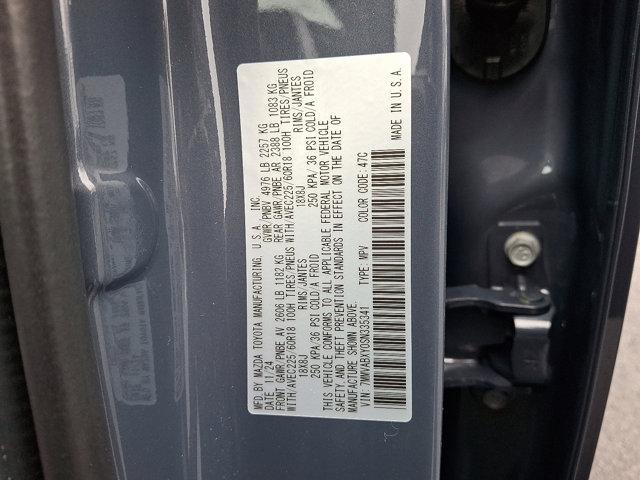 MFD.BY MAZDA TOYOTA MANUFACTURING, U.S.A., INC.
DATE 11/24 GVWR/PNBV 4976 LB 2257 KG
FRONT GAWR/PNBE AV 2606 LB 1182 KG REAR GAWR/PNBE AR 2388 LB 1083 KG
WITH/AVEC225/60R18 100H TIRES/PNEUS WITH/AVEC225/60R18 100H TIRES/PNEUS
18X8J RIMS/JANTES 18X8J RIMS/JANTES
250 KPA/36 PSI COLD/A FROID 250 KPA/36 PSI COLD/A FROID
THIS VEHICLE CONFORMS TO ALL APPLICABLE FEDERAL MOTOR VEHICLE
SAFETY, AND THEFT PREVENTION STANDARDS IN EFFECT ON THE DATE OF
MANUFACTURE SHOWN ABOVE.
VIN: 7MMVABXY0SN335341 TYPE: MPV COLOR CODE: 47C
MADE IN U.S.A.